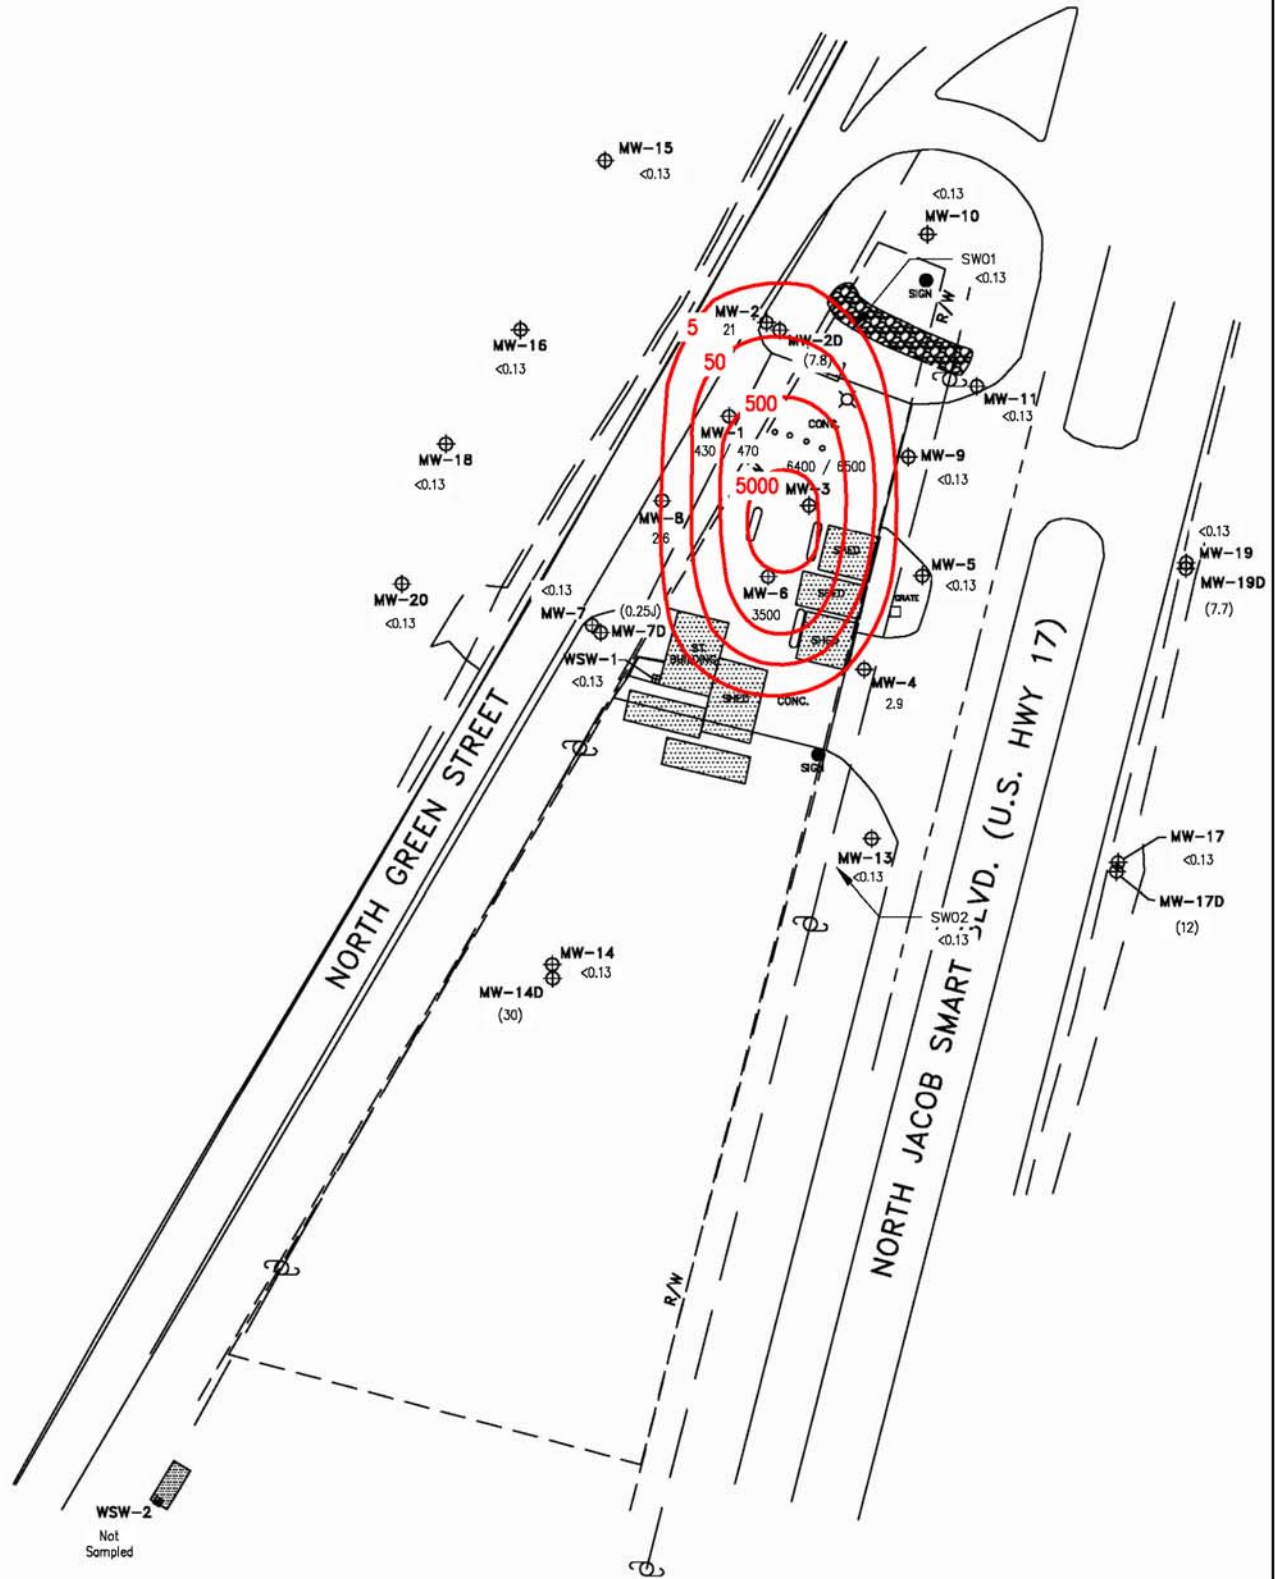 MW-15
<0.13
<0.13
MW-10
SW01
<0.13
SIGN
R/W
MW-2
21
5
MW-2D
(7.8)
MW-16
<0.13
50
MW-11
<0.13
500
CONC.
MW-1
430
470
6400 / 6500
MW-18
<0.13
MW-9
<0.13
5000
MW-3
MW-8
2.6
<0.13
MW-19
MW-19D
(7.7)
SHED
MW-5
<0.13
MW-20
<0.13
<0.13
MW-7
(0.25J)
MW-7D
MW-6
3500
SHED
GRATE
SHED
ST.
BUILDING
WSW-1
<0.13
SHED
CONC.
MW-4
2.9
SIGN
NORTH GREEN STREET
NORTH JACOB SMART BLVD. (U.S. HWY 17)
MW-13
<0.13
SW02
<0.13
MW-17
<0.13
MW-17D
(12)
MW-14
<0.13
MW-14D
(30)
R/W
WSW-2
Not
Sampled